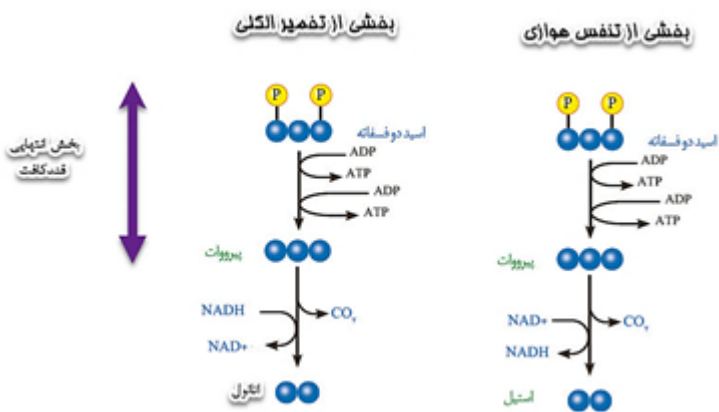 بخشی از تخمیر الکلی
بخشی از تنفس هوازی
بخش انتهایی
قندکافت
P P
اسید دو فسفاته
ADP
ATP
ADP
ATP
پیرووات
NADH
CO₂
NAD+
اتانول
P P
اسید دو فسفاته
ADP
ATP
ADP
ATP
پیرووات
NAD+
CO₂
NADH
استیل